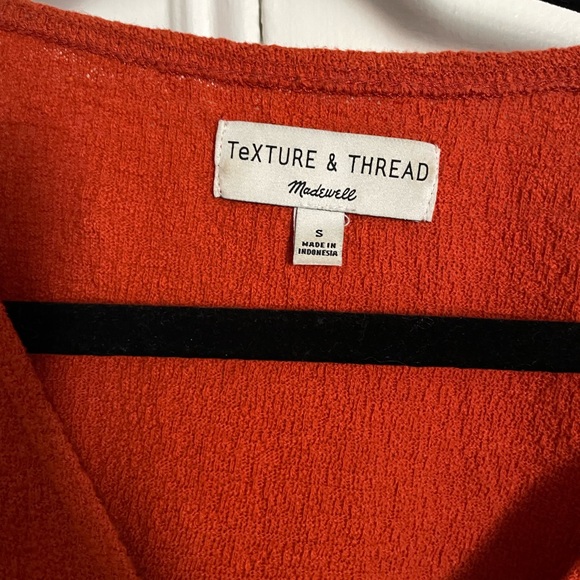 TeXTURE & THREAD
Madewell
S
MADE IN
INDONESIA